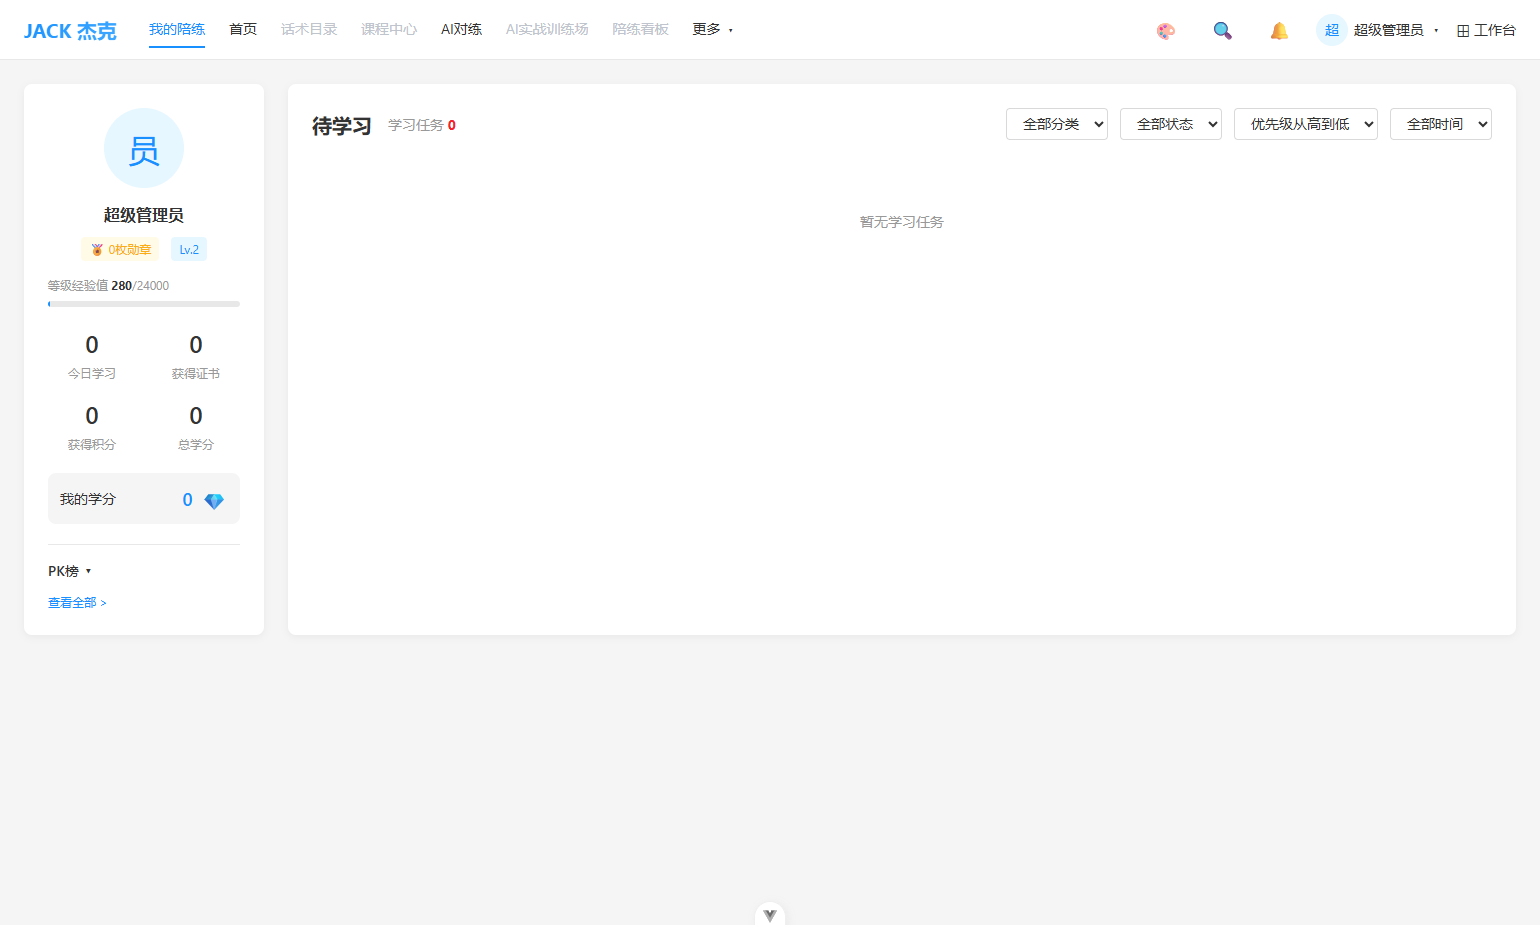 JACK 杰克 我的陪练 首页 话术目录 课程中心 AI对练 AI实战训练场 陪练看板 更多 超 超级管理员 工作台
员
超级管理员
0枚勋章 Lv.2
等级经验值 280/24000
0 0
今日学习 获得证书
0 0
获得积分 总学分
我的学分 0
PK榜
查看全部 >
待学习 学习任务 0 全部分类 全部状态 优先级从高到低 全部时间
暂无学习任务